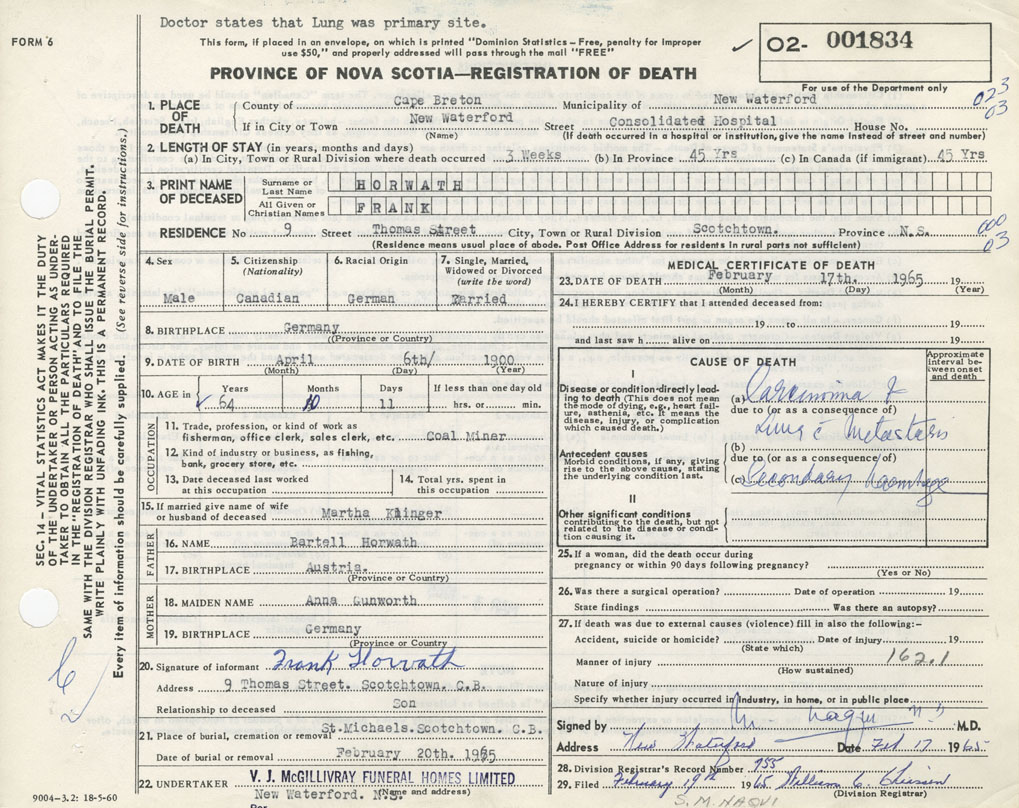 Doctor states that Lung was primary site.
FORM 6
This form, if placed in an envelope, on which is printed "Dominion Statistics – Free, penalty for improper
use $50," and properly addressed will pass through the mail "FREE"
✓ 02- 001834
For use of the Department only
PROVINCE OF NOVA SCOTIA—REGISTRATION OF DEATH
023
03
1. PLACE OF DEATH { County of Cape Breton Municipality of New Waterford
If in City or Town New Waterford Street Consolidated Hospital House No.
(Name) (If death occurred in a hospital or institution, give the name instead of street and number)
2. LENGTH OF STAY (in years, months and days)
(a) In City, Town or Rural Division where death occurred 3 Weeks (b) In Province 45 Yrs (c) In Canada (if immigrant) 45 Yrs
3. PRINT NAME OF DECEASED
Surname or Last Name HORWATH
All Given or Christian Names FRANK
RESIDENCE No 9 Street Thomas Street City, Town or Rural Division Scotchtown. Province N.S.
(Residence means usual place of abode. Post Office Address for residents in rural parts not sufficient)
000
03
4. Sex
Male
5. Citizenship (Nationality)
Canadian
6. Racial Origin
German
7. Single, Married, Widowed or Divorced (write the word)
Married
8. BIRTHPLACE Germany
(Province or Country)
9. DATE OF BIRTH April 6th/ 1900
(Month) (Day) (Year)
10. AGE in Years Months Days If less than one day old
✓ 64 10 11 hrs. or min.
OCCUPATION
11. Trade, profession, or kind of work as
fisherman, office clerk, sales clerk, etc. Coal Miner
12. Kind of industry or business, as fishing,
bank, grocery store, etc.
13. Date deceased last worked at this occupation
14. Total yrs. spent in this occupation
15. If married give name of wife
or husband of deceased Martha Klinger
FATHER
16. NAME Bartell Horwath
17. BIRTHPLACE Austria.
(Province or Country)
MOTHER
18. MAIDEN NAME Anna Gunworth
19. BIRTHPLACE Germany
(Province or Country)
20. Signature of informant Frank Horvath
Address 9 Thomas Street. Scotchtown. C.B.
Relationship to deceased Son
21. Place of burial, cremation or removal St.Michaels.Scotchtown. C.B.
Date of burial or removal February 20th. 1965
22. UNDERTAKER V. J. McGILLIVRAY FUNERAL HOMES LIMITED
New Waterford. N.S. (Name and address)
Per
MEDICAL CERTIFICATE OF DEATH
23. DATE OF DEATH February 17th. 1965 19
(Month) (Day) (Year)
24. I HEREBY CERTIFY that I attended deceased from:
19 to 19
and last saw h alive on 19
CAUSE OF DEATH
Approximate interval between onset and death
I
Disease or condition directly leading to death (This does not mean the mode of dying, e.g., heart failure, asthenia, etc. It means the disease, injury, or complication which caused death.)
(a) Carcinoma of
due to (or as a consequence of)
Lung c̄ Metastasis
(b)
Antecedent causes
Morbid conditions, if any, giving rise to the above cause, stating the underlying condition last.
due to (or as a consequence of)
(c) Secondary haemhage
II
Other significant conditions
contributing to the death, but not related to the disease or condition causing it.
25. If a woman, did the death occur during
pregnancy or within 90 days following pregnancy?
(Yes or No)
26. Was there a surgical operation? Date of operation 19
State findings Was there an autopsy?
27. If death was due to external causes (violence) fill in also the following:-
Accident, suicide or homicide? Date of injury 19
(State which)
Manner of injury 162.1
(How sustained)
Nature of injury
Specify whether injury occurred in industry, in home, or in public place
Signed by Naqui M.D.
Address New Waterford Date Feb 17 1965.
28. Division Registrar's Record Number 955
29. Filed February 19th 1965 William C.
(Division Registrar)
S.M. NAQVI
SEC. 14 – VITAL STATISTICS ACT MAKES IT THE DUTY
OF THE UNDERTAKER OR PERSON ACTING AS UNDER-
TAKER TO OBTAIN ALL THE PARTICULARS REQUIRED
IN THE "REGISTRATION OF DEATH" AND TO FILE THE
SAME WITH THE DIVISION REGISTRAR WHO SHALL ISSUE THE BURIAL PERMIT.
WRITE PLAINLY WITH UNFADING INK. THIS IS A PERMANENT RECORD.
Every item of information should be carefully supplied. (See reverse side for instructions.)
9004-3.2: 18-5-60